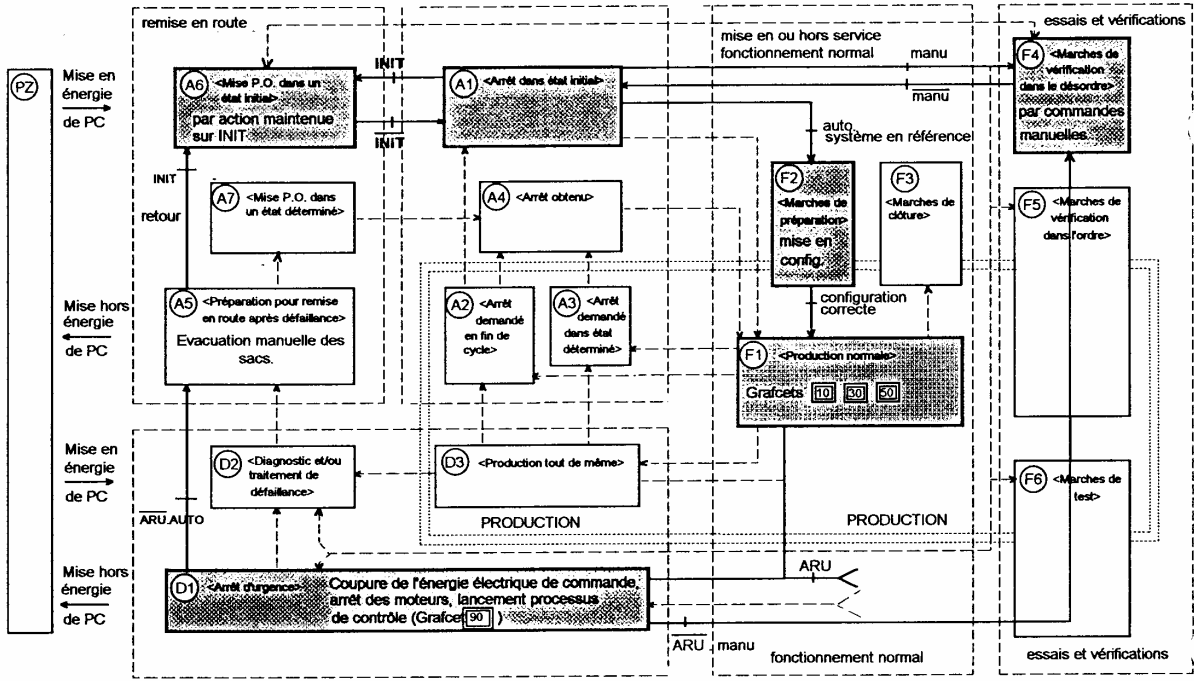 remise en route
essais et vérifications
mise en ou hors service
fonctionnement normal
manu
manu
PZ
Mise en
énergie
de PC
A6
<Mise P.O. dans un
état initial>
par action maintenue
sur INIT
INIT
INIT
A1
<Arrêt dans état initial>
F4
<Marches de
vérification
dans le désordre>
par commandes
manuelles.
auto.
système en référence
INIT
retour
A7
<Mise P.O. dans
un état déterminé>
A4
<Arrêt obtenu>
F2
<Marches de
préparation>
mise en
config.
F3
<Marches de
clôture>
F5
<Marches de
vérification
dans l'ordre>
Mise hors
énergie
de PC
A5
<Préparation pour remise
en route après défaillance>
Evacuation manuelle des
sacs.
A2
<Arrêt
demandé
en fin de
cycle>
A3
<Arrêt
demandé
dans état
déterminé>
configuration
correcte
F1
<Production normale>
Grafcets 10 30 50
Mise en
énergie
de PC
D2
<Diagnostic et/ou
traitement de
défaillance>
D3
<Production tout de même>
F6
<Marches de
test>
ARU.AUTO
PRODUCTION
PRODUCTION
Mise hors
énergie
de PC
D1
<Arrêt d'urgence>
Coupure de l'énergie électrique de commande,
arrêt des moteurs, lancement processus
de contrôle (Grafcet 90 )
ARU
ARU . manu
fonctionnement normal
essais et vérifications